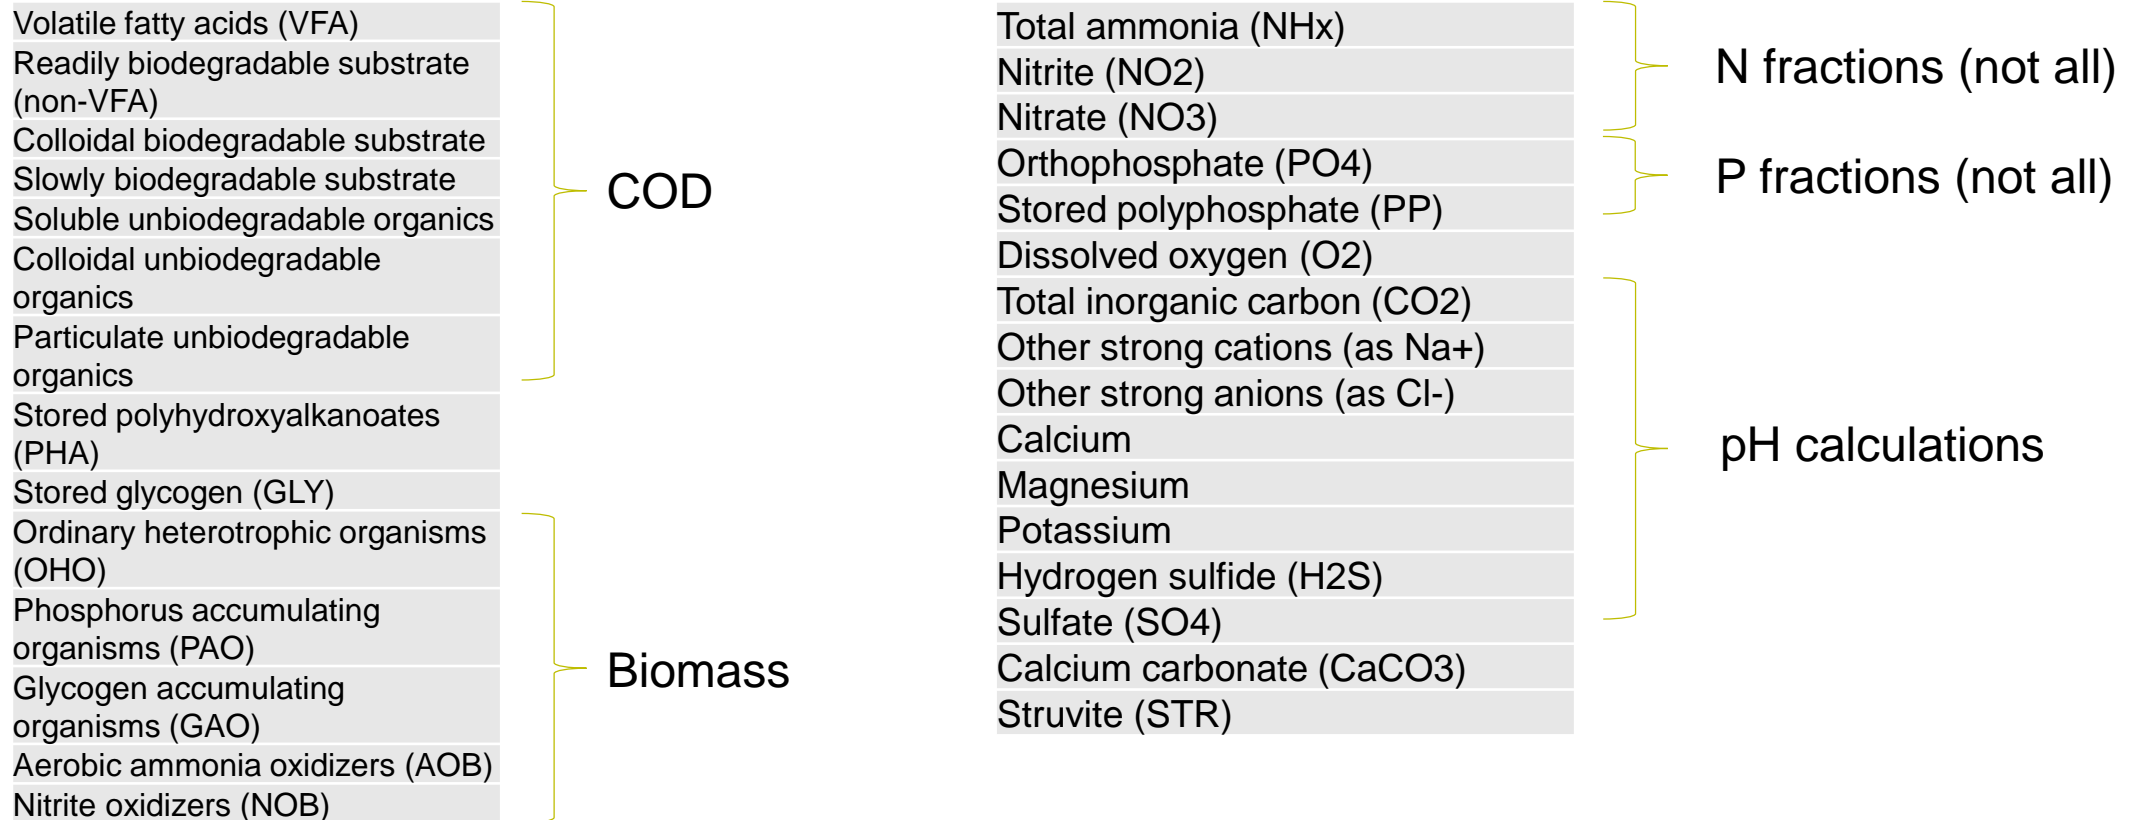 Volatile fatty acids (VFA)
Readily biodegradable substrate
(non-VFA)
Colloidal biodegradable substrate
Slowly biodegradable substrate
Soluble unbiodegradable organics
Colloidal unbiodegradable
organics
Particulate unbiodegradable
organics
Stored polyhydroxyalkanoates
(PHA)
Stored glycogen (GLY)
Ordinary heterotrophic organisms
(OHO)
Phosphorus accumulating
organisms (PAO)
Glycogen accumulating
organisms (GAO)
Aerobic ammonia oxidizers (AOB)
Nitrite oxidizers (NOB)
COD
Biomass
Total ammonia (NHx)
Nitrite (NO2)
Nitrate (NO3)
Orthophosphate (PO4)
Stored polyphosphate (PP)
Dissolved oxygen (O2)
Total inorganic carbon (CO2)
Other strong cations (as Na+)
Other strong anions (as Cl-)
Calcium
Magnesium
Potassium
Hydrogen sulfide (H2S)
Sulfate (SO4)
Calcium carbonate (CaCO3)
Struvite (STR)
N fractions (not all)
P fractions (not all)
pH calculations